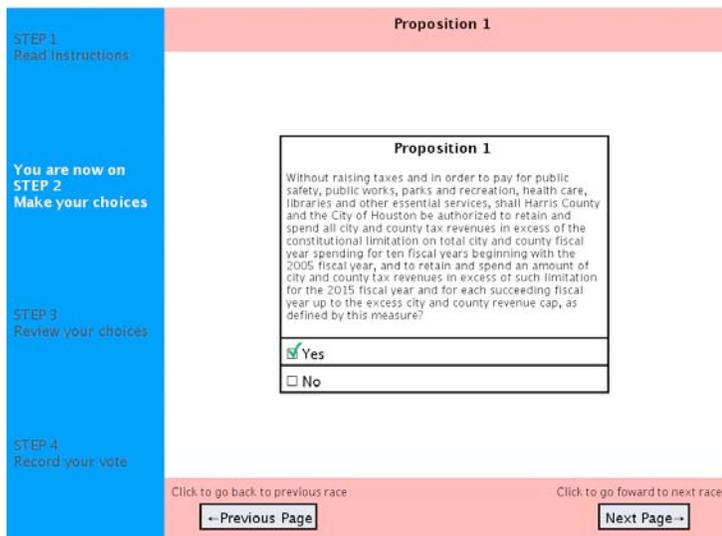 Proposition 1
STEP 1
Read Instructions
You are now on
STEP 2
Make your choices
STEP 3
Review your choices
STEP 4
Record your vote
Proposition 1
Without raising taxes and in order to pay for public
safety, public works, parks and recreation, health care,
libraries and other essential services, shall Harris County
and the City of Houston be authorized to retain and
spend all city and county tax revenues in excess of the
constitutional limitation on total city and county fiscal
year spending for ten fiscal years beginning with the
2005 fiscal year, and to retain and spend an amount of
city and county tax revenues in excess of such limitation
for the 2015 fiscal year and for each succeeding fiscal
year up to the excess city and county revenue cap, as
defined by this measure?
Yes
No
Click to go back to previous race
←Previous Page
Click to go foward to next race
Next Page→